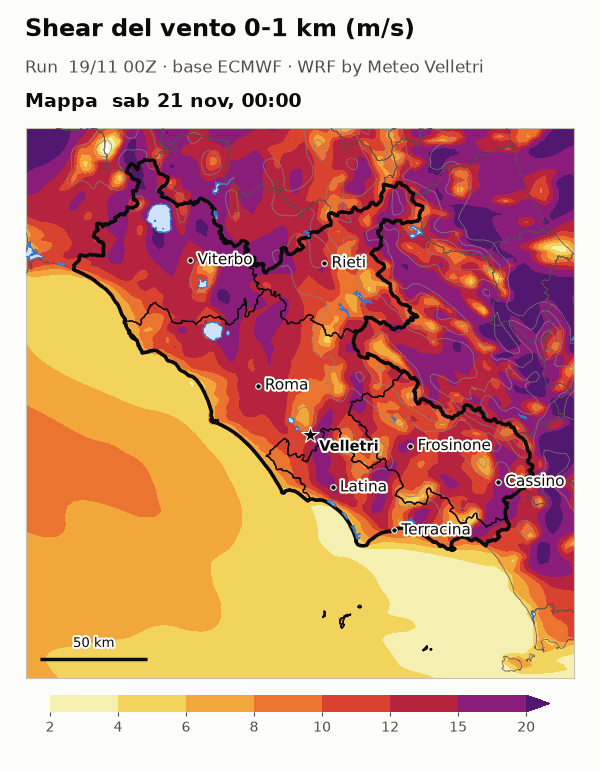 Shear del vento 0-1 km (m/s)
Run  19/11 00Z · base ECMWF · WRF by Meteo Velletri
Mappa  sab 21 nov, 00:00
Viterbo
Rieti
Roma
Velletri
Frosinone
Latina
Cassino
Terracina
50 km
2 4 6 8 10 12 15 20